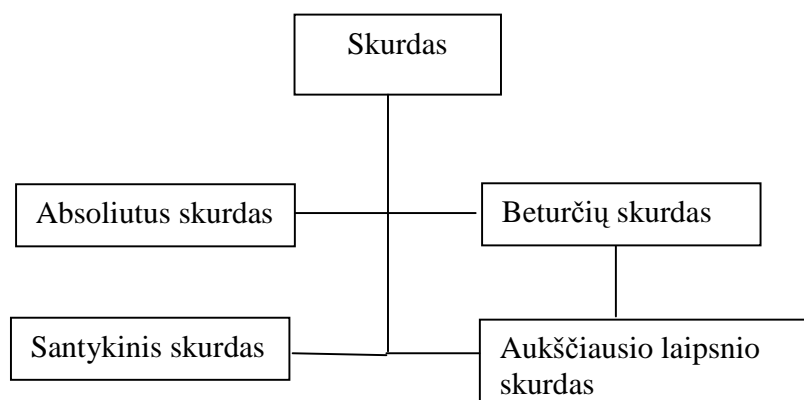 Skurdas
Absoliutus skurdas
Beturčių skurdas
Santykinis skurdas
Aukščiausio laipsnio
skurdas